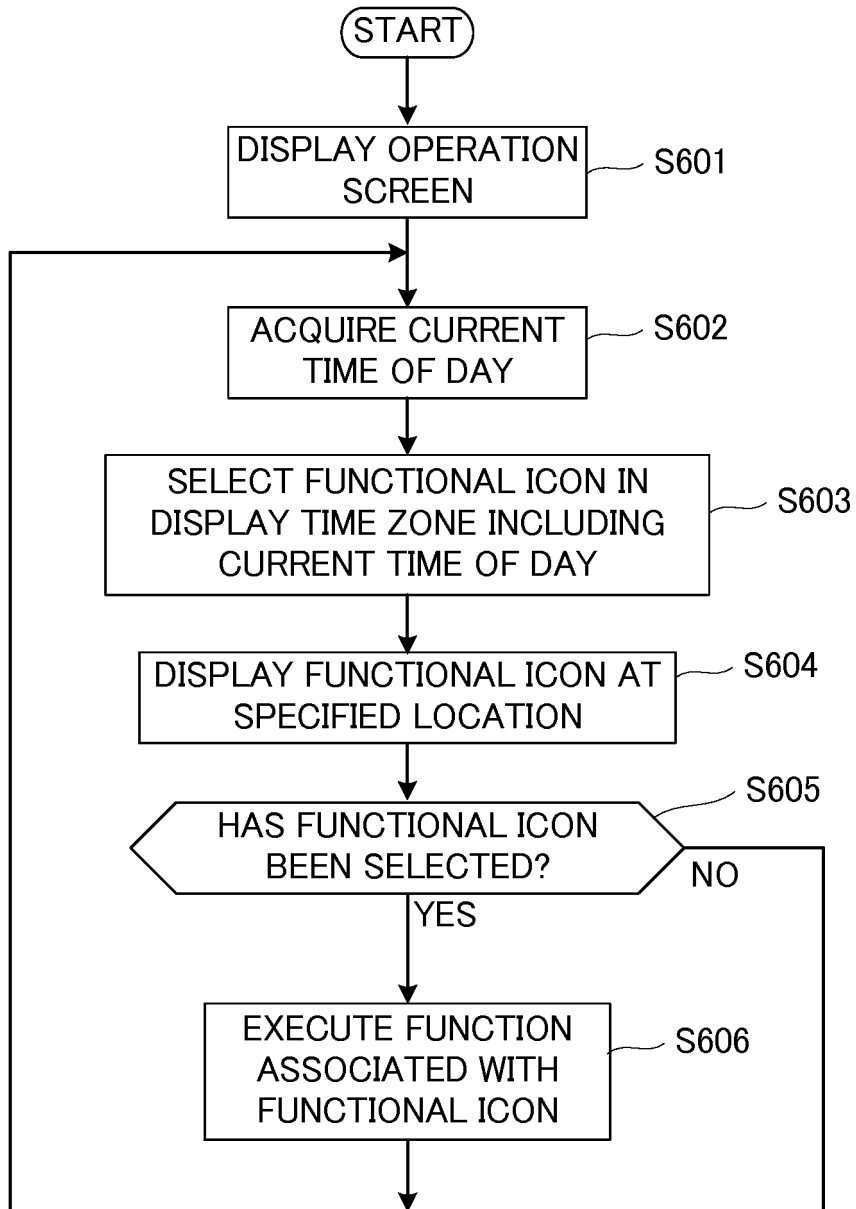 START
DISPLAY OPERATION
SCREEN
S601
ACQUIRE CURRENT
TIME OF DAY
S602
SELECT FUNCTIONAL ICON IN
DISPLAY TIME ZONE INCLUDING
CURRENT TIME OF DAY
S603
DISPLAY FUNCTIONAL ICON AT
SPECIFIED LOCATION
S604
HAS FUNCTIONAL ICON
BEEN SELECTED?
S605
NO
YES
EXECUTE FUNCTION
ASSOCIATED WITH
FUNCTIONAL ICON
S606